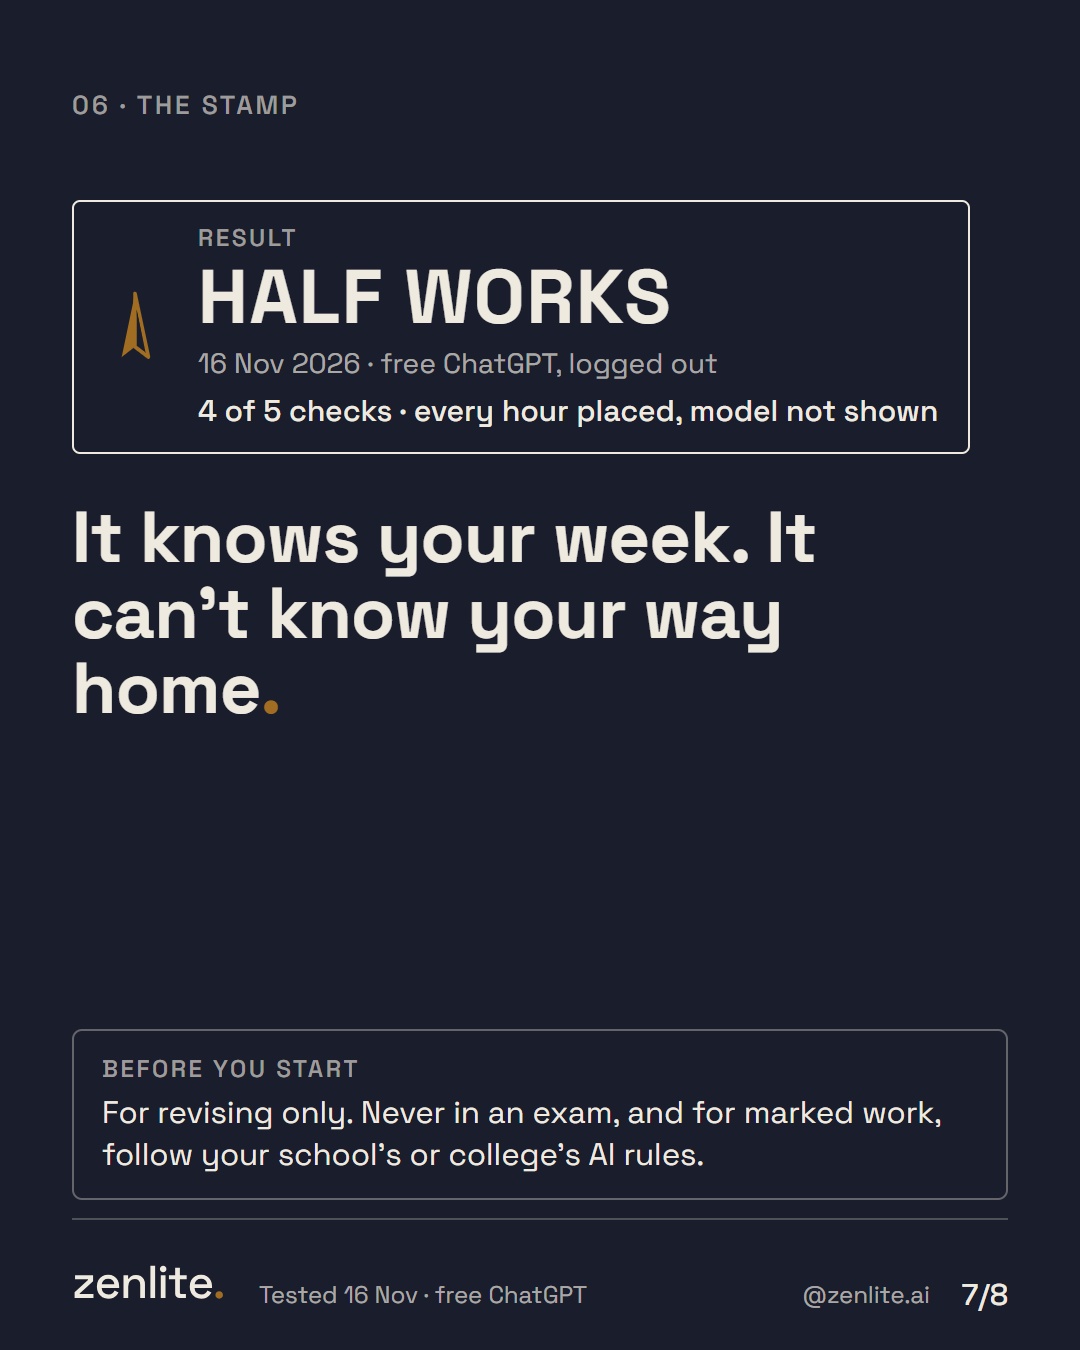 06 · THE STAMP
RESULT
HALF WORKS
16 Nov 2026 · free ChatGPT, logged out
4 of 5 checks · every hour placed, model not shown
It knows your week. It
can’t know your way
home.
BEFORE YOU START
For revising only. Never in an exam, and for marked work,
follow your school’s or college’s AI rules.
zenlite. Tested 16 Nov · free ChatGPT @zenlite.ai 7/8